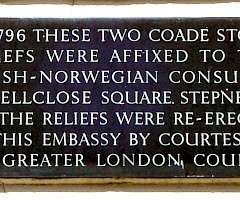 796 THESE TWO COADE STO
IEFS WERE AFFIXED TO
SH-NORWEGIAN CONSU
ELLCLOSE SQUARE. STEPNE
THE RELIEFS WERE RE-ERE
THIS EMBASSY BY COURTES
GREATER LONDON COU